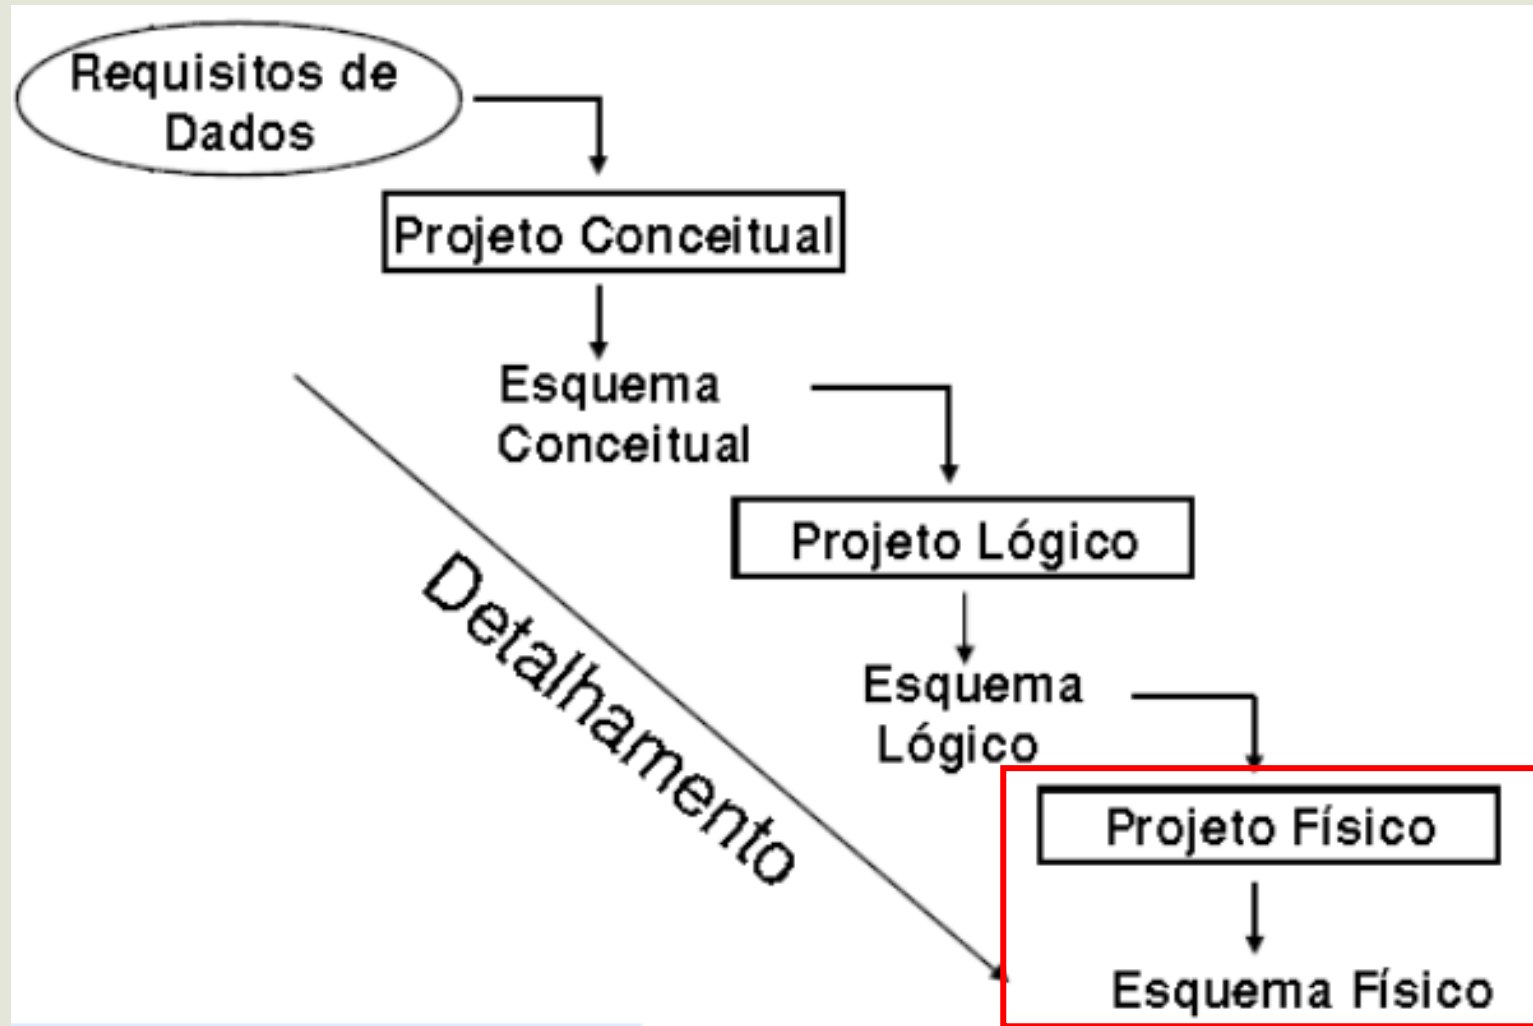 Requisitos de
Dados
Projeto Conceitual
Esquema
Conceitual
Projeto Lógico
Detalhamento
Esquema
Lógico
Projeto Físico
Esquema Físico